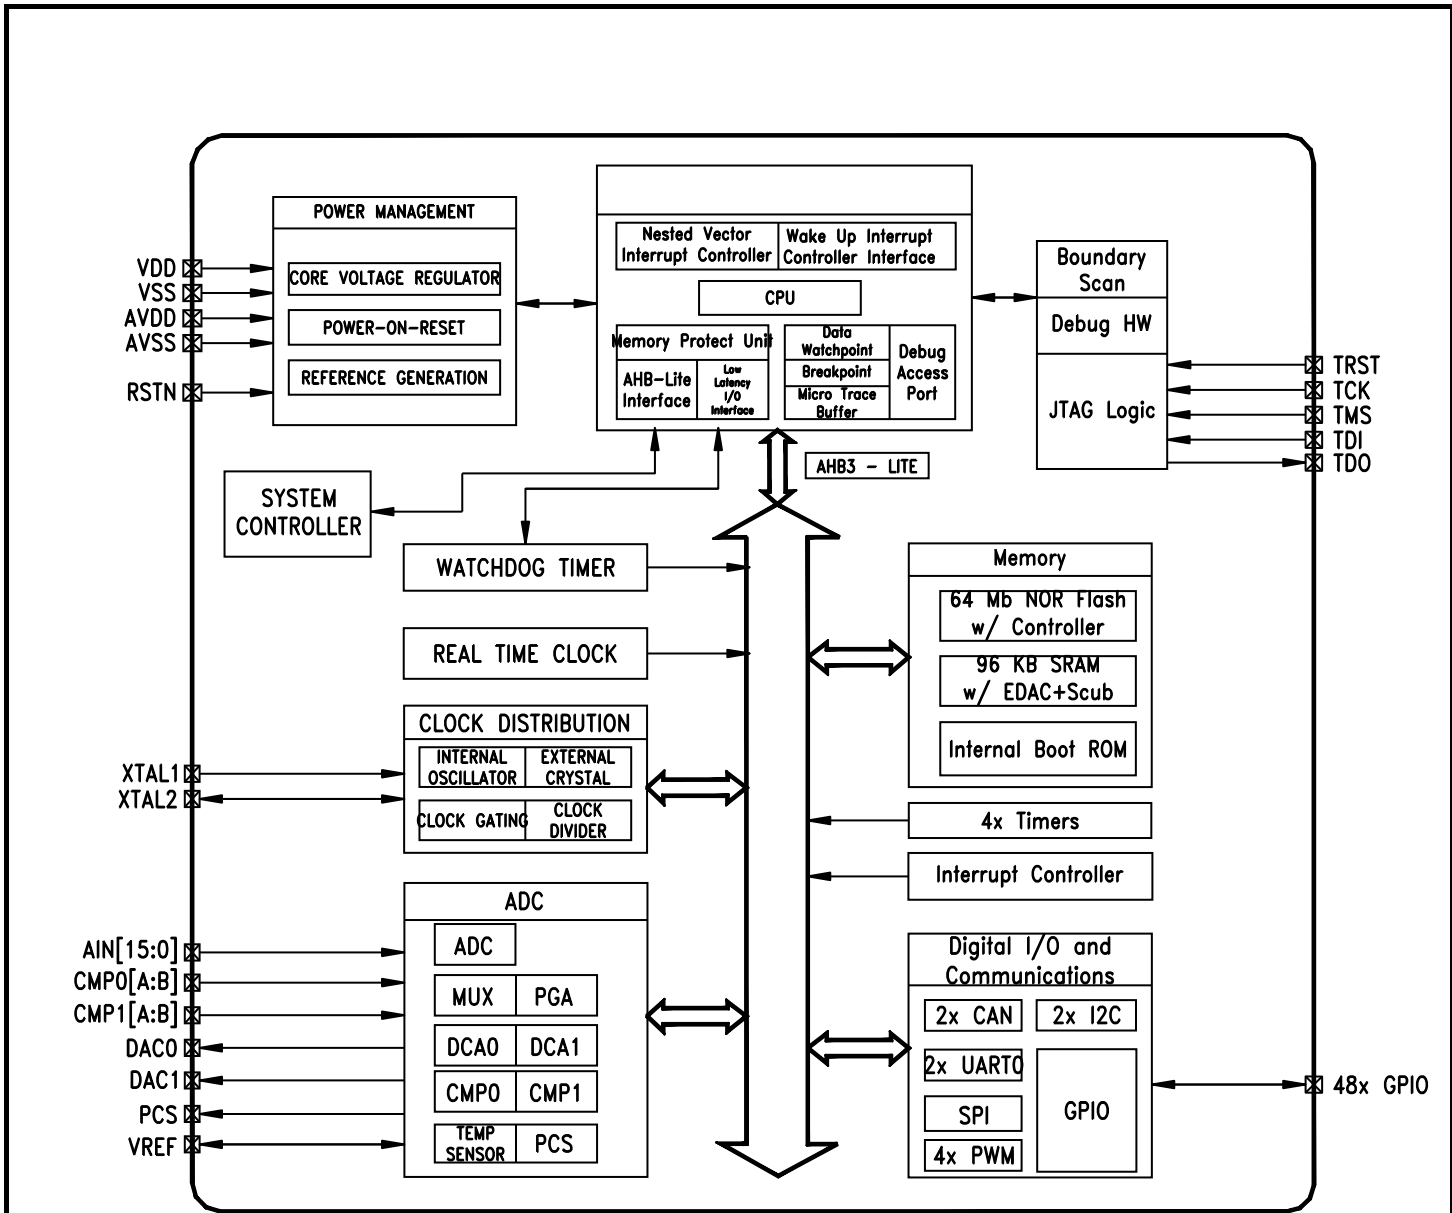 POWER MANAGEMENT
CORE VOLTAGE REGULATOR
POWER-ON-RESET
REFERENCE GENERATION
VDD
VSS
AVDD
AVSS
RSTN
Nested Vector
Interrupt Controller
Wake Up Interrupt
Controller Interface
CPU
Memory Protect Unit
AHB-Lite
Interface
Low
Latency
I/O
Interface
Data
Watchpoint
Breakpoint
Micro Trace
Buffer
Debug
Access
Port
Boundary
Scan
Debug HW
JTAG Logic
TRST
TCK
TMS
TDI
TDO
AHB3 - LITE
SYSTEM
CONTROLLER
WATCHDOG TIMER
REAL TIME CLOCK
CLOCK DISTRIBUTION
INTERNAL
OSCILLATOR
EXTERNAL
CRYSTAL
CLOCK GATING
CLOCK
DIVIDER
XTAL1
XTAL2
Memory
64 Mb NOR Flash
w/ Controller
96 KB SRAM
w/ EDAC+Scub
Internal Boot ROM
4x Timers
Interrupt Controller
ADC
ADC
MUX
PGA
DCA0
DCA1
CMP0
CMP1
TEMP
SENSOR
PCS
AIN[15:0]
CMP0[A:B]
CMP1[A:B]
DAC0
DAC1
PCS
VREF
Digital I/O and
Communications
2x CAN
2x I2C
2x UART0
SPI
4x PWM
GPIO
48x GPIO